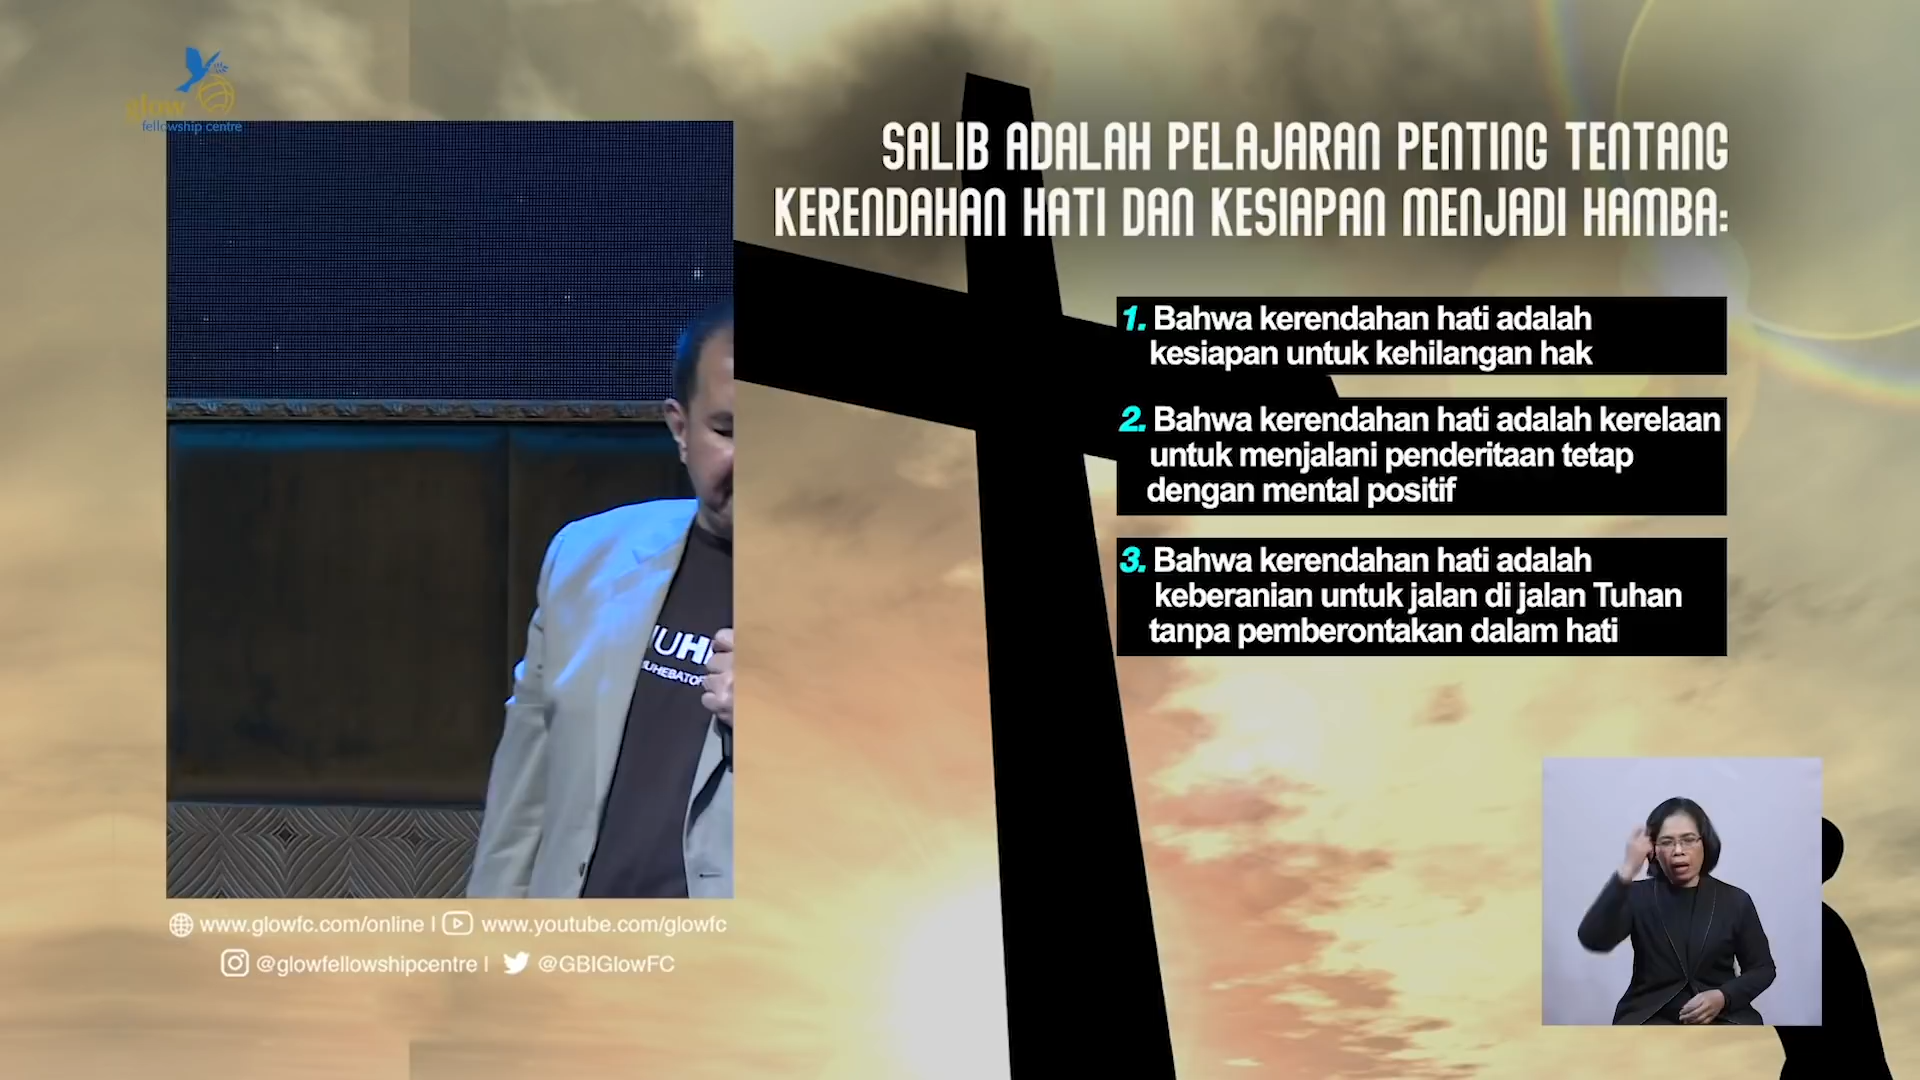 glow
fellowship centre
SALIB ADALAH PELAJARAN PENTING TENTANG
KERENDAHAN HATI DAN KESIAPAN MENJADI HAMBA:
1. Bahwa kerendahan hati adalah
kesiapan untuk kehilangan hak
2. Bahwa kerendahan hati adalah kerelaan
untuk menjalani penderitaan tetap
dengan mental positif
3. Bahwa kerendahan hati adalah
keberanian untuk jalan di jalan Tuhan
tanpa pemberontakan dalam hati
www.glowfc.com/online | www.youtube.com/glowfc
@glowfellowshipcentre | @GBIGlowFC